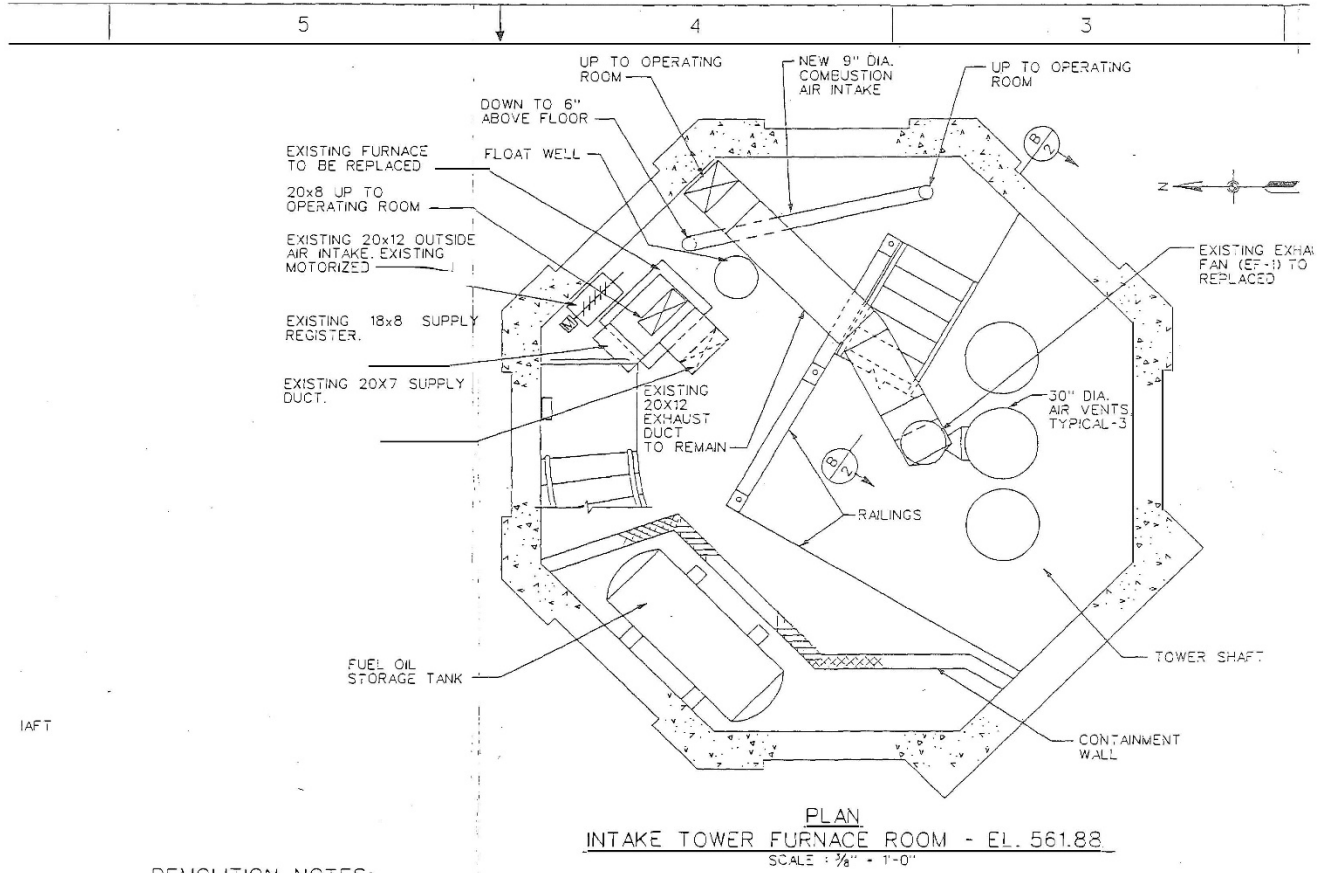 5
4
3
UP TO OPERATING
ROOM
NEW 9" DIA.
COMBUSTION
AIR INTAKE
UP TO OPERATING
ROOM
DOWN TO 6"
ABOVE FLOOR
FLOAT WELL
EXISTING FURNACE
TO BE REPLACED
20x8 UP TO
OPERATING ROOM
EXISTING 20x12 OUTSIDE
AIR INTAKE. EXISTING
MOTORIZED
EXISTING 18x8 SUPPLY
REGISTER.
EXISTING 20X7 SUPPLY
DUCT.
M
B
2
N
EXISTING EXHA
FAN (EF-1) TO
REPLACED
EXISTING
20X12
EXHAUST
DUCT
TO REMAIN
30" DIA.
AIR VENTS
TYPICAL-3
B
2
RAILINGS
FUEL OIL
STORAGE TANK
TOWER SHAFT
IAFT
CONTAINMENT
WALL
PLAN
INTAKE TOWER FURNACE ROOM - EL. 561.88
SCALE : 3/8" = 1'-0"
DEMOLITION NOTES: